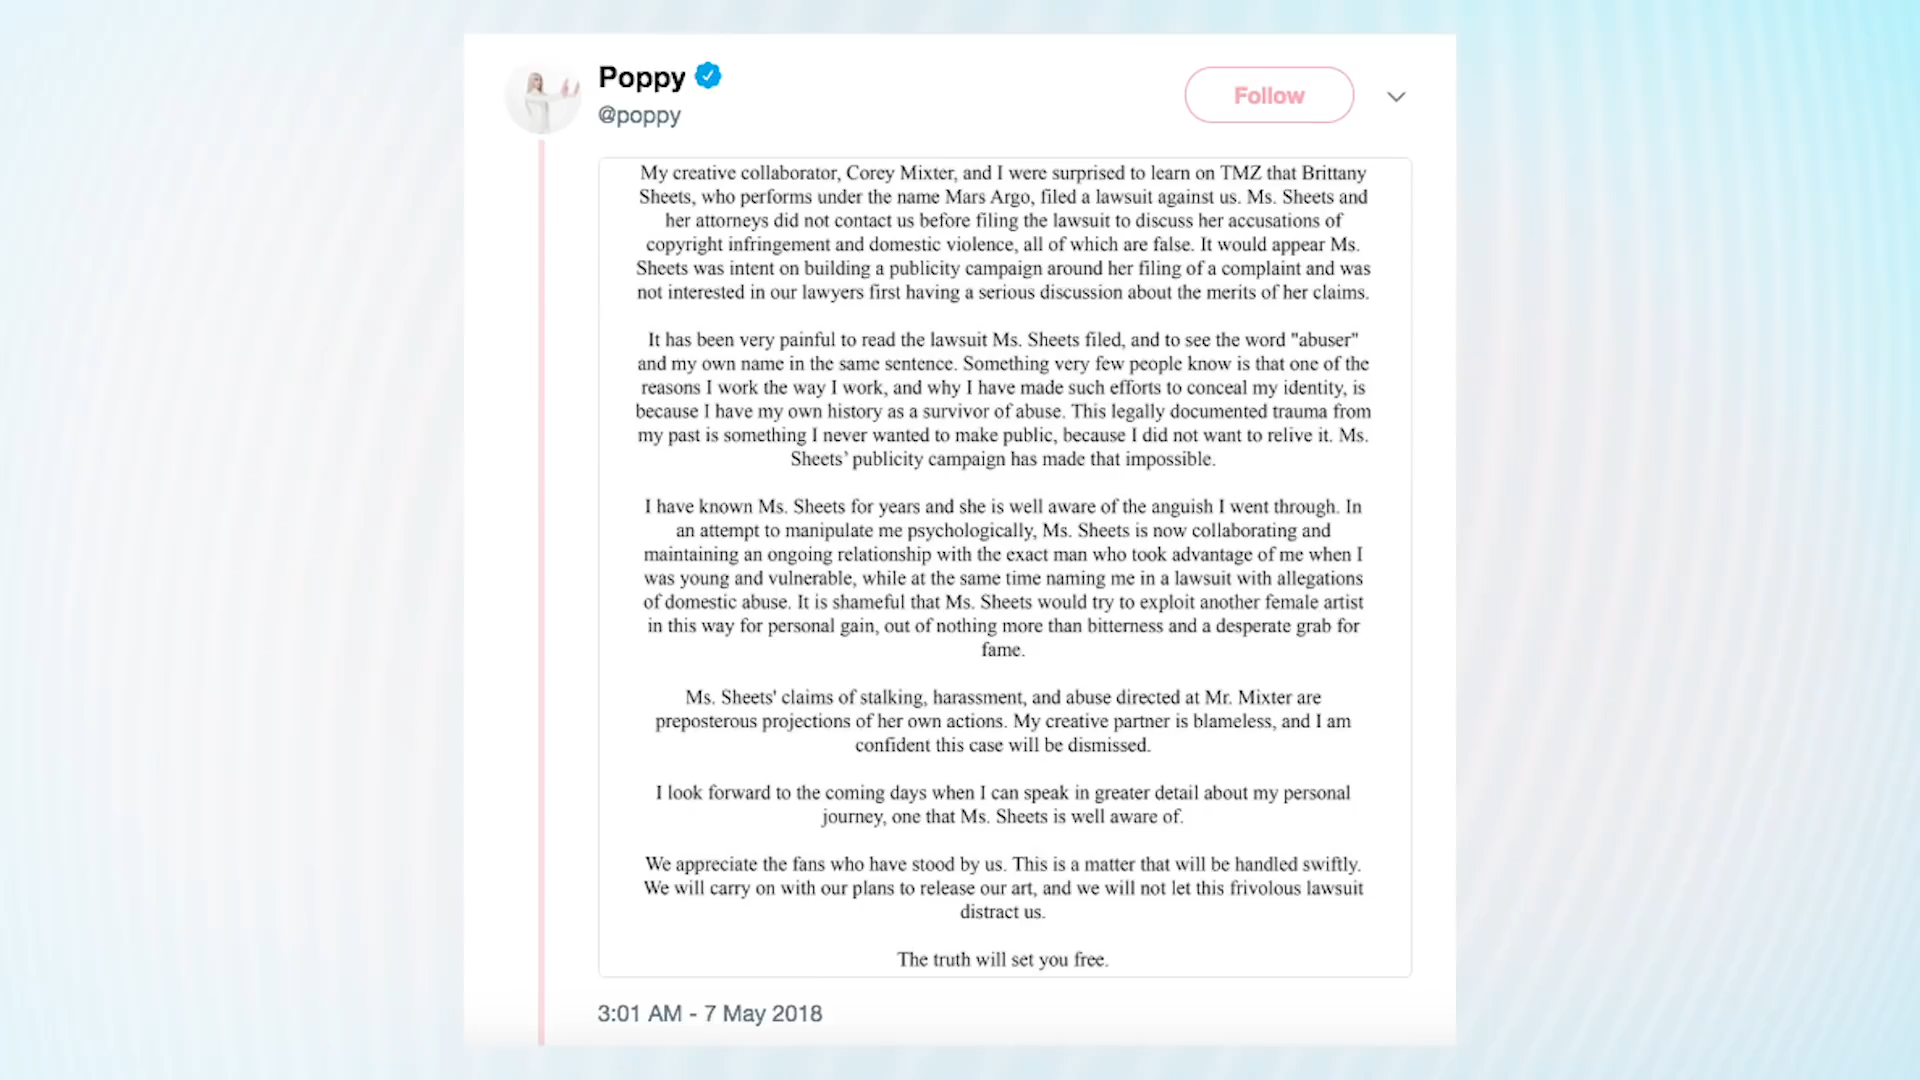 Poppy
@poppy
Follow
My creative collaborator, Corey Mixter, and I were surprised to learn on TMZ that Brittany
Sheets, who performs under the name Mars Argo, filed a lawsuit against us. Ms. Sheets and
her attorneys did not contact us before filing the lawsuit to discuss her accusations of
copyright infringement and domestic violence, all of which are false. It would appear Ms.
Sheets was intent on building a publicity campaign around her filing of a complaint and was
not interested in our lawyers first having a serious discussion about the merits of her claims.
It has been very painful to read the lawsuit Ms. Sheets filed, and to see the word "abuser"
and my own name in the same sentence. Something very few people know is that one of the
reasons I work the way I work, and why I have made such efforts to conceal my identity, is
because I have my own history as a survivor of abuse. This legally documented trauma from
my past is something I never wanted to make public, because I did not want to relive it. Ms.
Sheets’ publicity campaign has made that impossible.
I have known Ms. Sheets for years and she is well aware of the anguish I went through. In
an attempt to manipulate me psychologically, Ms. Sheets is now collaborating and
maintaining an ongoing relationship with the exact man who took advantage of me when I
was young and vulnerable, while at the same time naming me in a lawsuit with allegations
of domestic abuse. It is shameful that Ms. Sheets would try to exploit another female artist
in this way for personal gain, out of nothing more than bitterness and a desperate grab for
fame.
Ms. Sheets' claims of stalking, harassment, and abuse directed at Mr. Mixter are
preposterous projections of her own actions. My creative partner is blameless, and I am
confident this case will be dismissed.
I look forward to the coming days when I can speak in greater detail about my personal
journey, one that Ms. Sheets is well aware of.
We appreciate the fans who have stood by us. This is a matter that will be handled swiftly.
We will carry on with our plans to release our art, and we will not let this frivolous lawsuit
distract us.
The truth will set you free.
3:01 AM - 7 May 2018